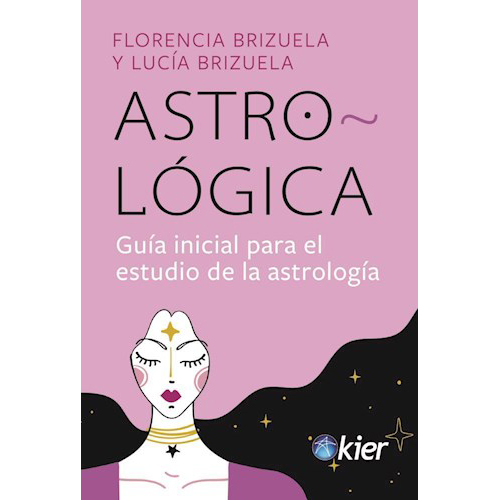 FLORENCIA BRIZUELA
Y LUCÍA BRIZUELA
ASTRO~
LÓGICA
Guía inicial para el
estudio de la astrología
kier